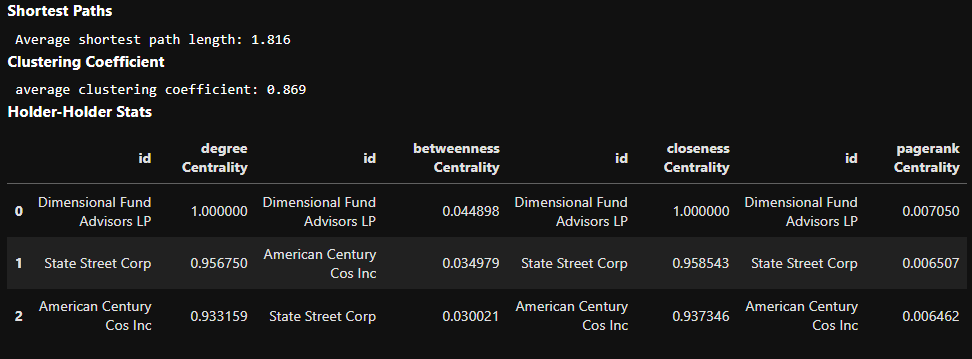 Shortest Paths
Average shortest path length: 1.816
Clustering Coefficient
average clustering coefficient: 0.869
Holder-Holder Stats
id degree Centrality id betweenness Centrality id closeness Centrality id pagerank Centrality
0 Dimensional Fund Advisors LP 1.000000 Dimensional Fund Advisors LP 0.044898 Dimensional Fund Advisors LP 1.000000 Dimensional Fund Advisors LP 0.007050
1 State Street Corp 0.956750 American Century Cos Inc 0.034979 State Street Corp 0.958543 State Street Corp 0.006507
2 American Century Cos Inc 0.933159 State Street Corp 0.030021 American Century Cos Inc 0.937346 American Century Cos Inc 0.006462